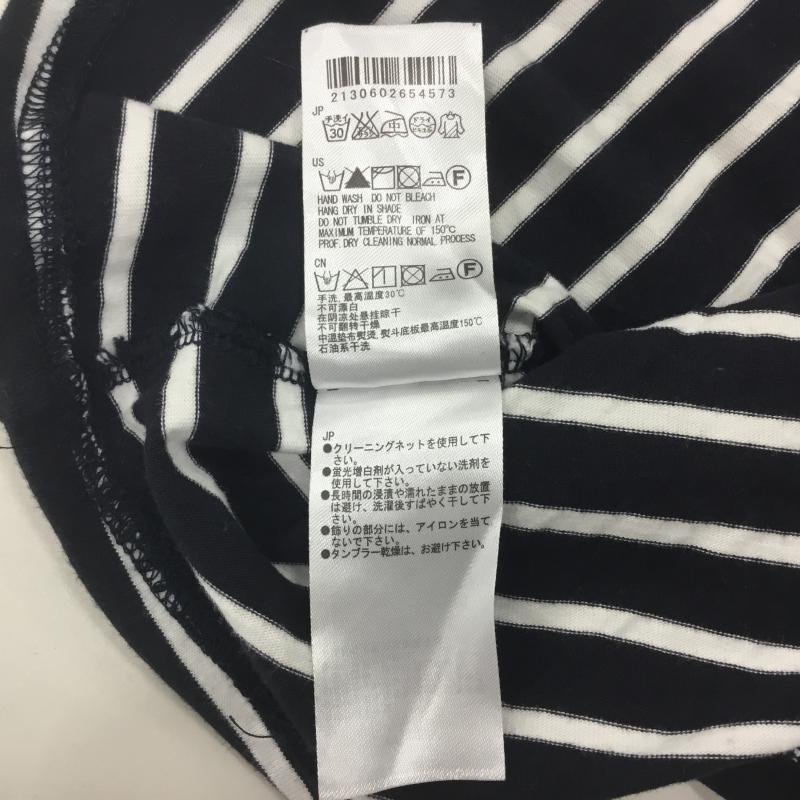 2130602654573
JP
手洗イ 30 中 ドライ
US
F
HAND WASH DO NOT BLEACH
HANG DRY IN SHADE
DO NOT TUMBLE DRY IRON AT
MAXIMUM TEMPERATURE OF 150℃
PROF. DRY CLEANING NORMAL PROCESS
CN
F
手洗, 最高温度30℃
不可漂白
在阴凉处悬挂晾干
不可翻转干燥
中温垫布熨烫, 熨斗底板最高温度150℃
石油系干洗
JP
●クリーニングネットを使用して下
さい。
●蛍光増白剤が入っていない洗剤を
使用して下さい。
●長時間の浸漬や濡れたままの放置
は避け、洗濯後すばやく干して下
さい。
●飾りの部分には、アイロンを当て
ないで下さい。
●タンブラー乾燥は、お避け下さい。